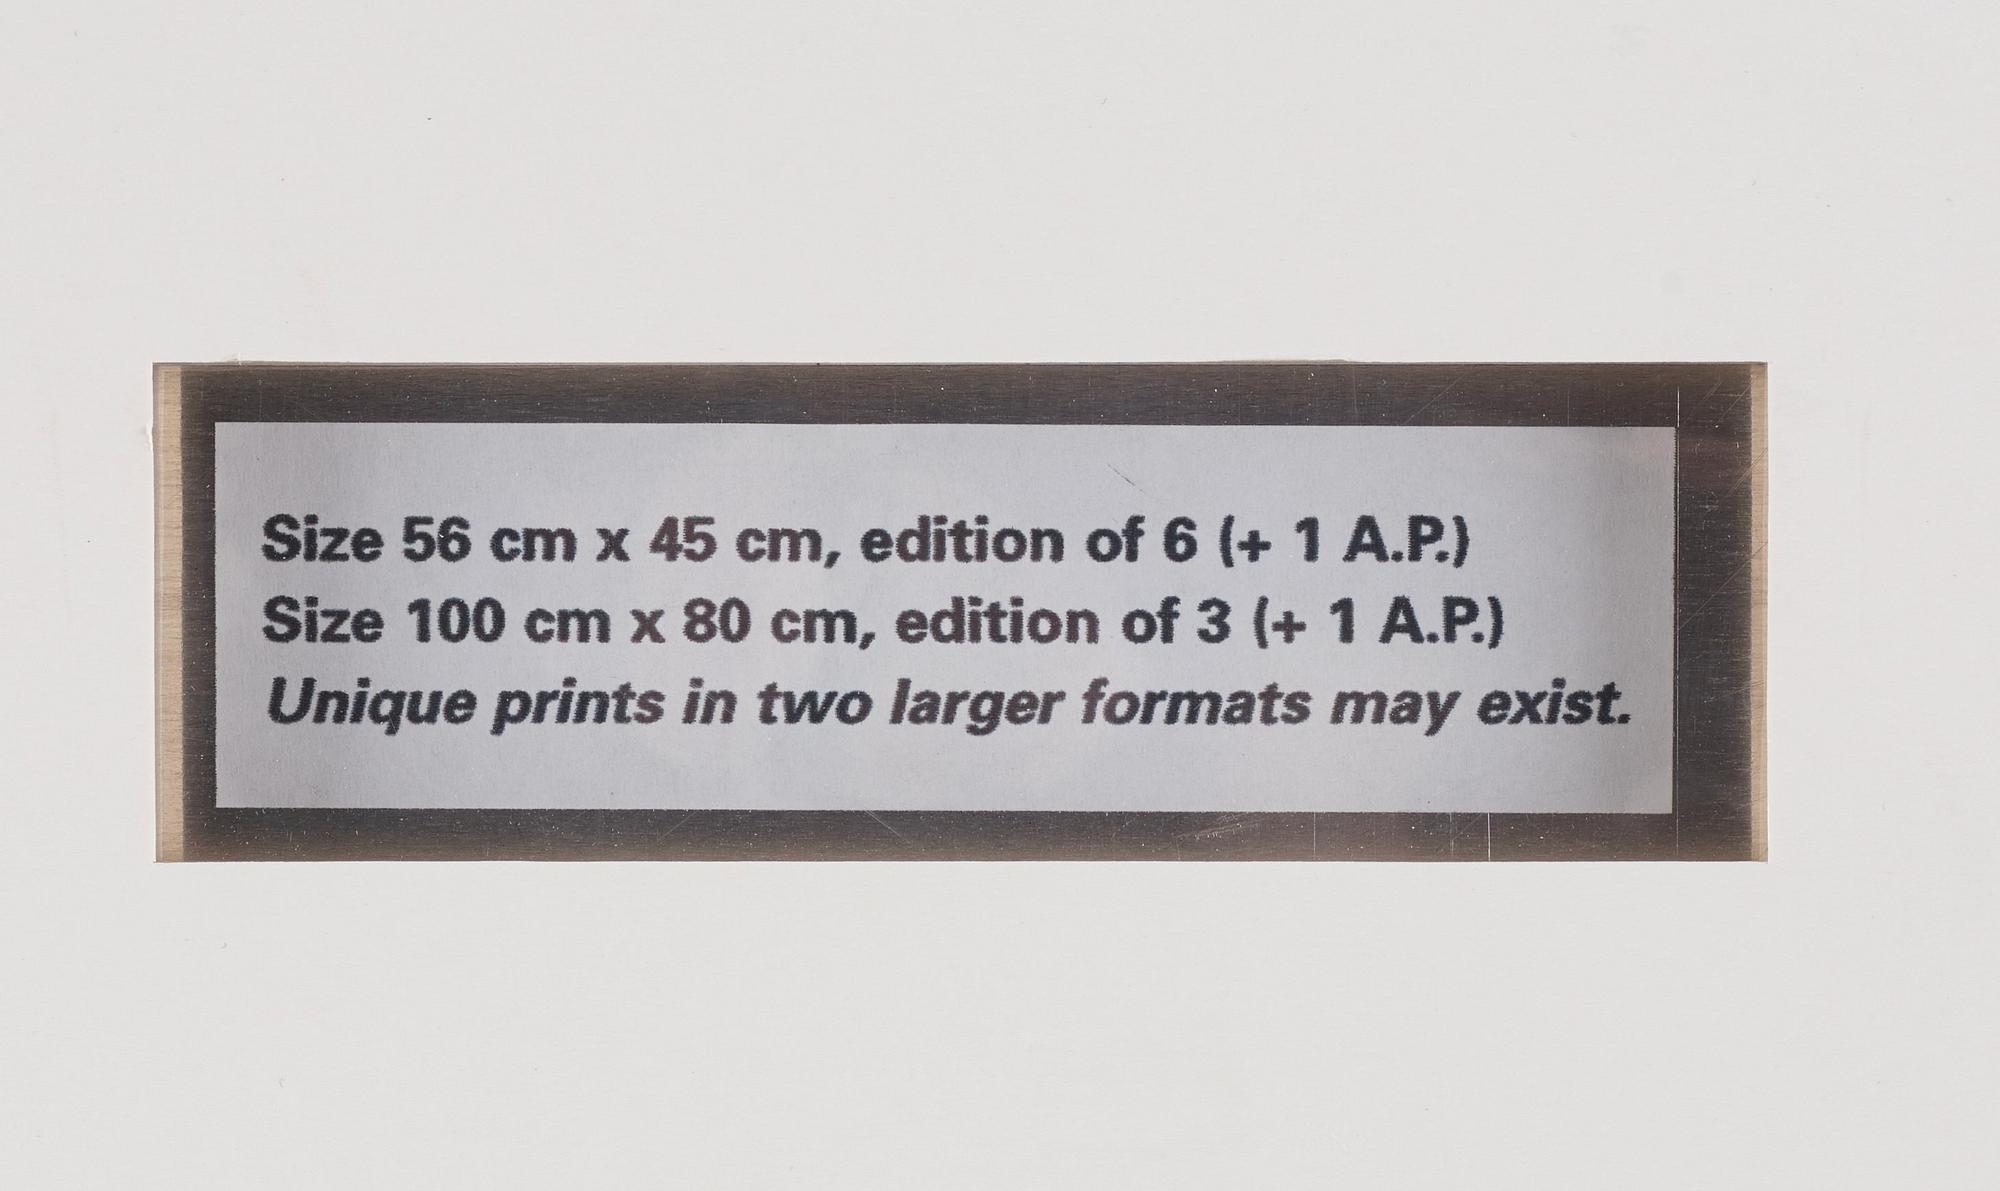 Size 56 cm x 45 cm, edition of 6 (+ 1 A.P.)
Size 100 cm x 80 cm, edition of 3 (+ 1 A.P.)
Unique prints in two larger formats may exist.